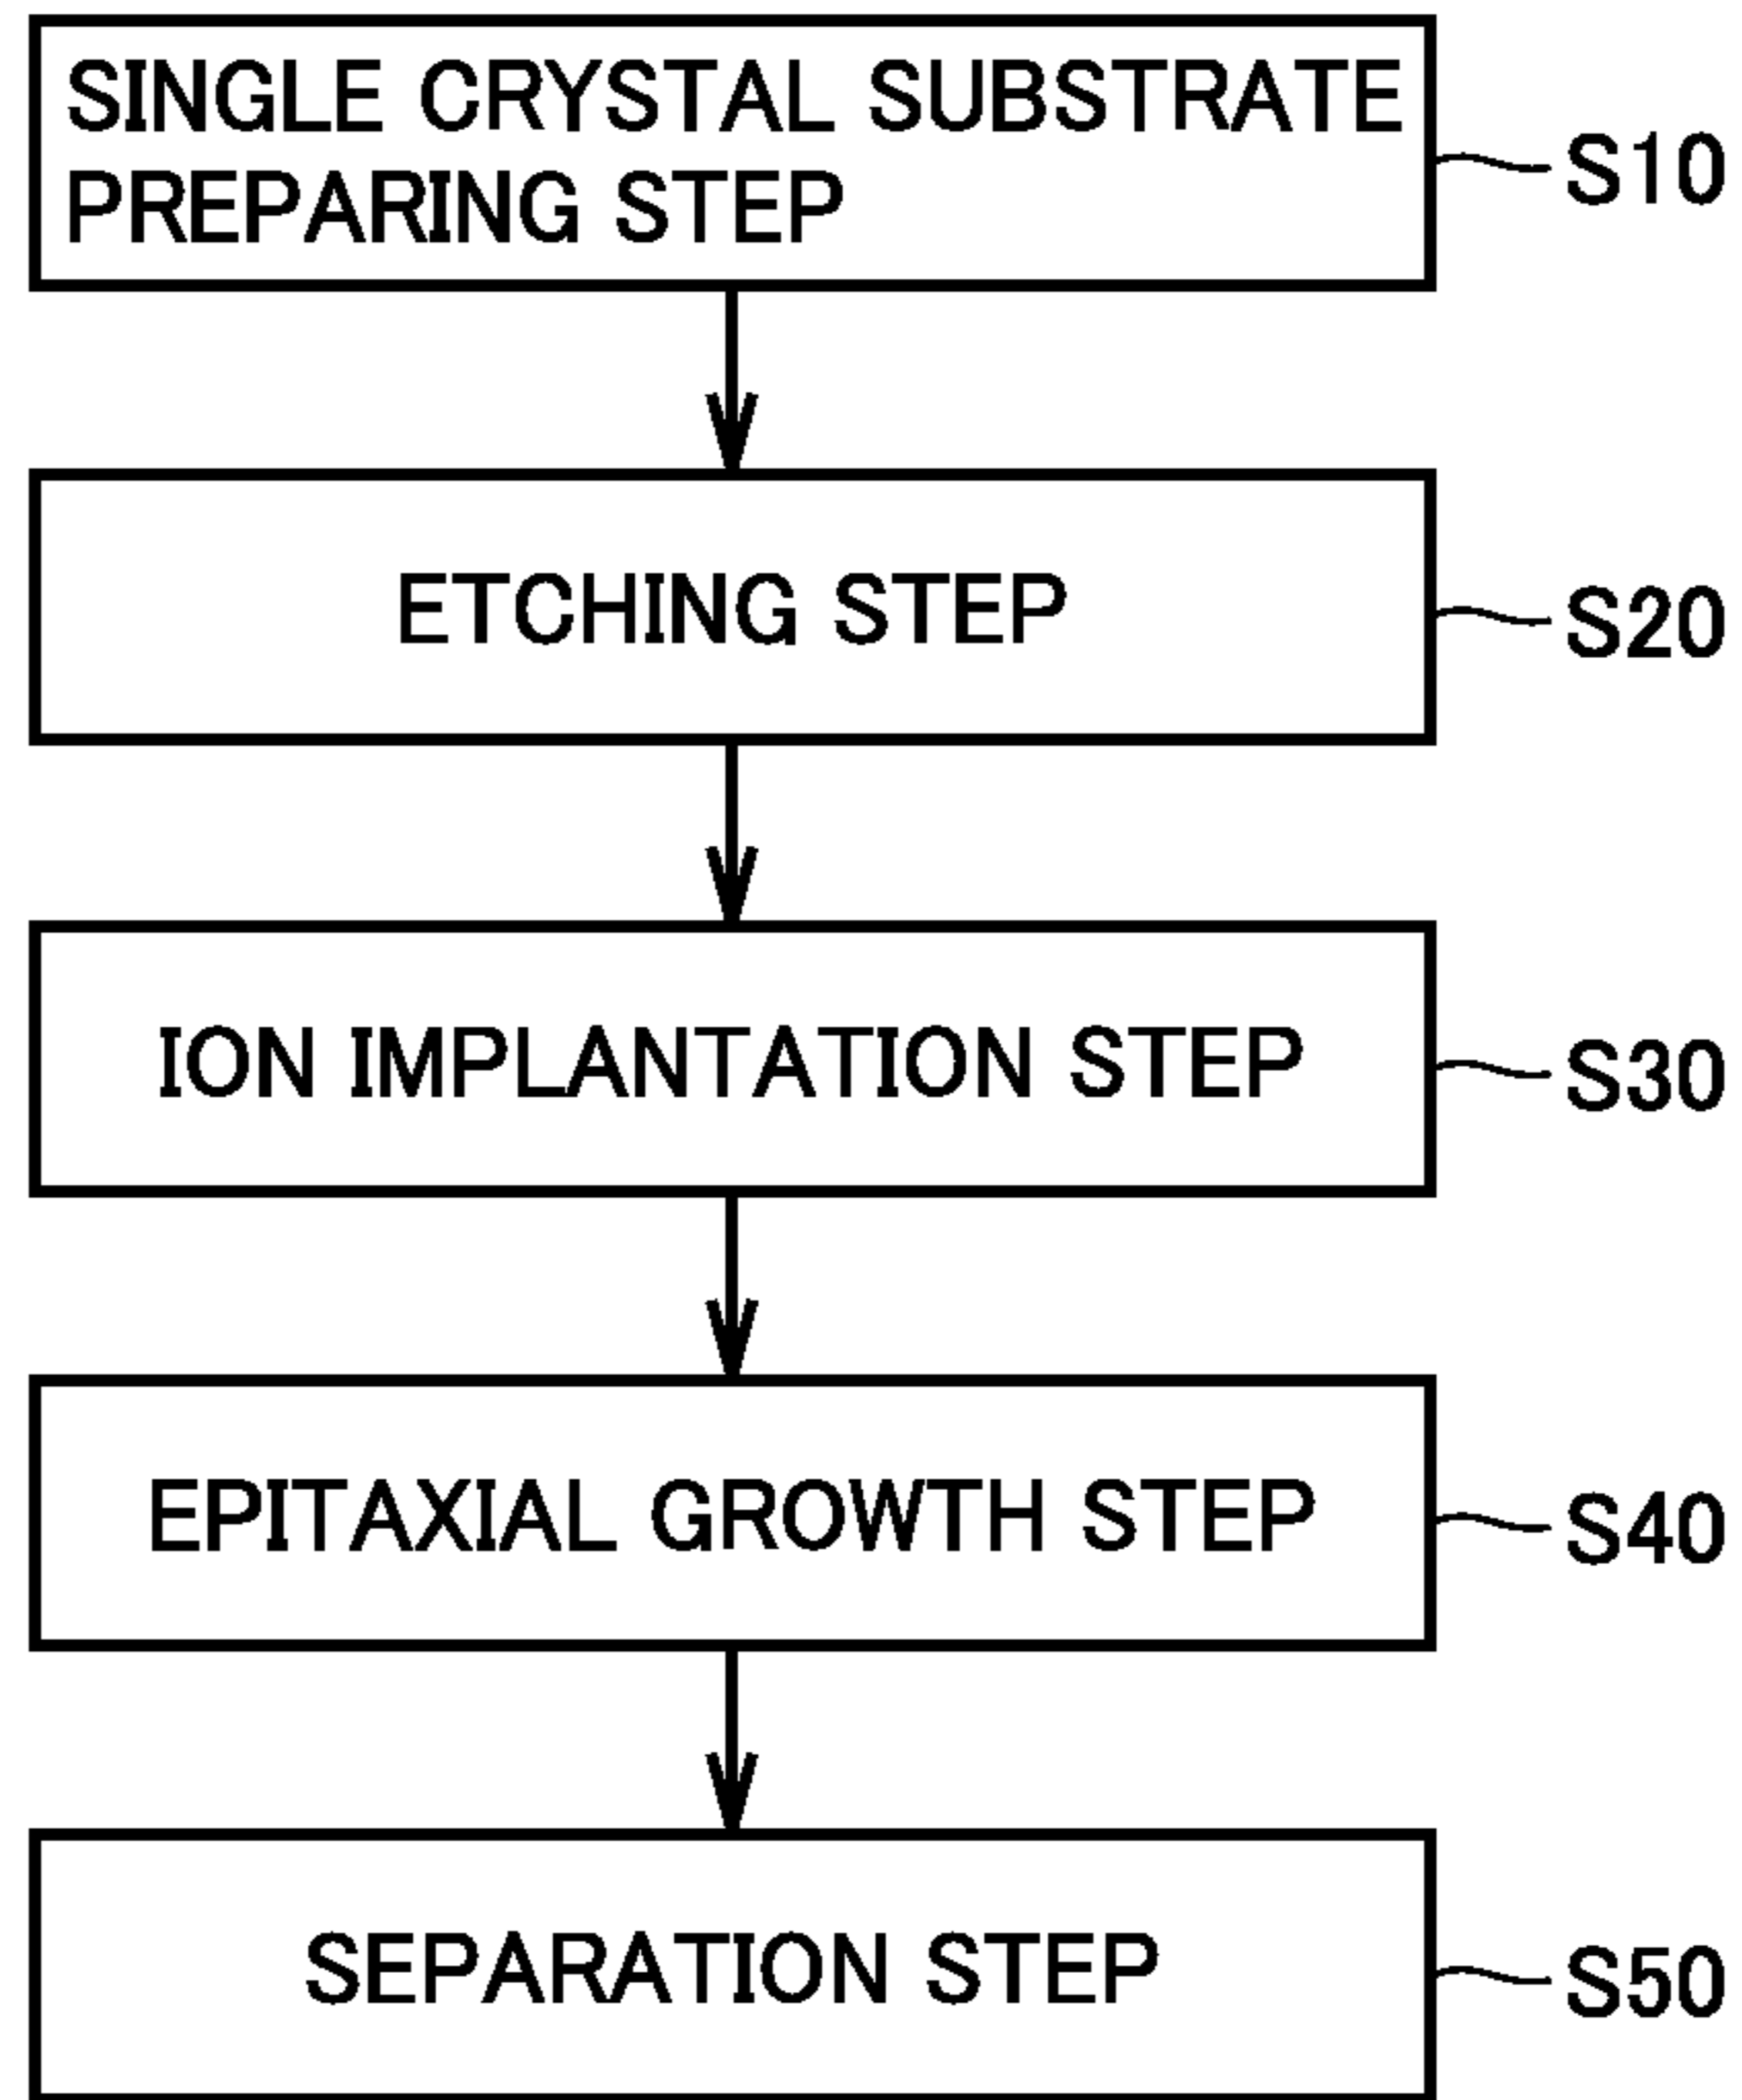 SINGLE CRYSTAL SUBSTRATE
PREPARING STEP
S10
ETCHING STEP
S20
ION IMPLANTATION STEP
S30
EPITAXIAL GROWTH STEP
S40
SEPARATION STEP
S50